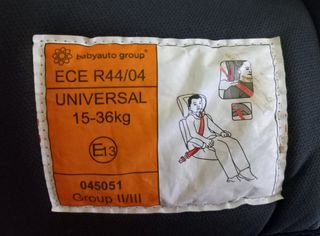 babyauto group
ECE R44/04
UNIVERSAL
15-36kg
E13
045051
Group II/III